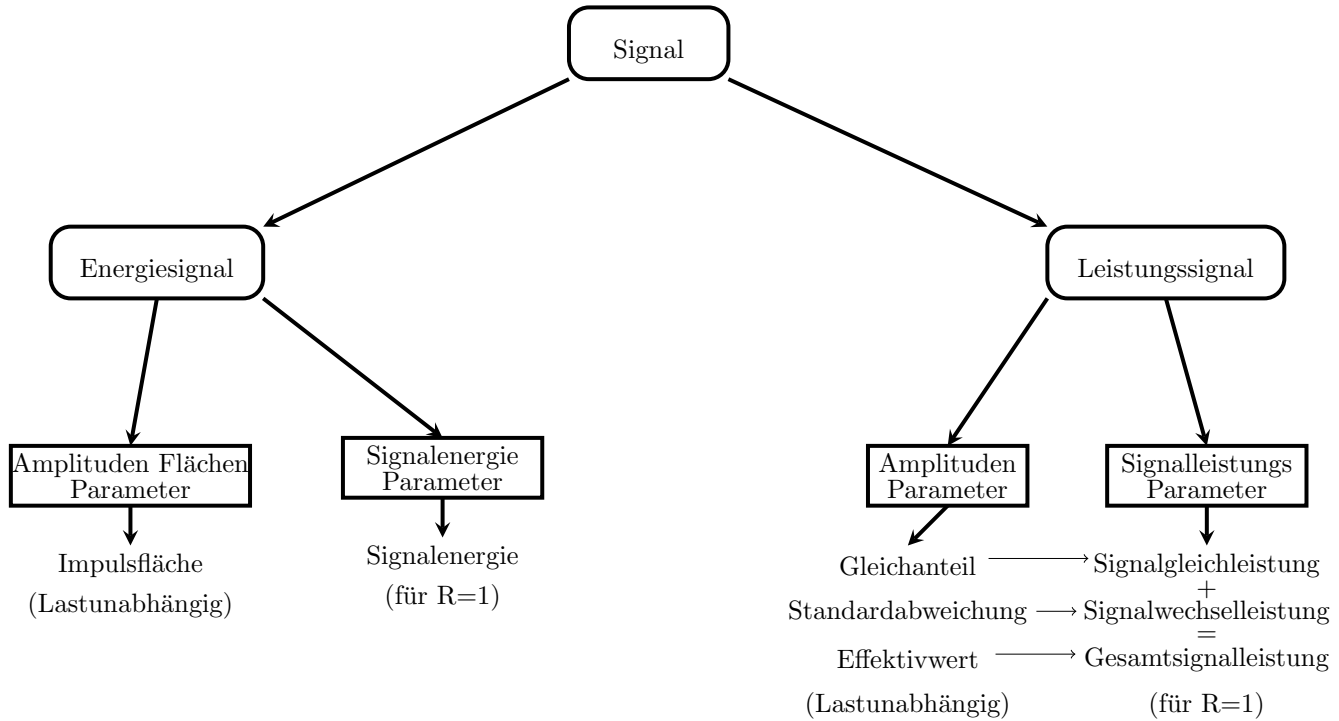 Signal
Energiesignal
Leistungssignal
Amplituden Flächen
Parameter
Signalenergie
Parameter
Amplituden
Parameter
Signalleistungs
Parameter
Impulsfläche
(Lastunabhängig)
Signalenergie
(für R=1)
Gleichanteil
Signalgleichleistung
+
Standardabweichung
Signalwechselleistung
=
Effektivwert
Gesamtsignalleistung
(Lastunabhängig)
(für R=1)